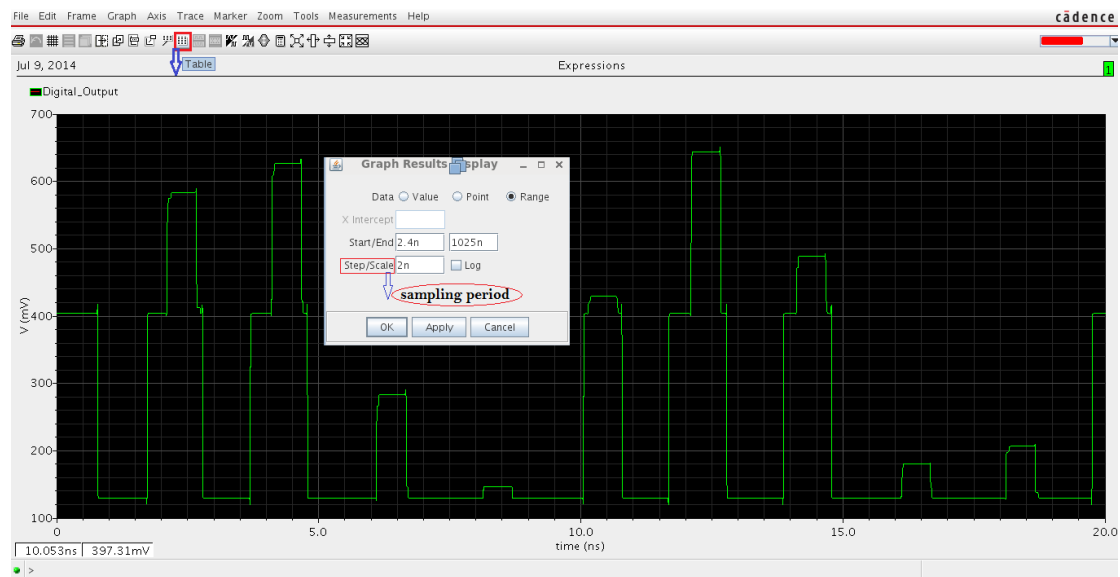 File Edit Frame Graph Axis Trace Marker Zoom Tools Measurements Help
cādence
Jul 9, 2014
Table
Expressions
1
Digital_Output
700
600
500
400
300
200
100
V (mV)
Graph Results
splay
Data Value Point Range
X Intercept
Start/End 2.4n 1025n
Step/Scale 2n Log
sampling period
OK Apply Cancel
0 5.0 10.0 15.0 20.0
time (ns)
10.053ns 397.31mV
>